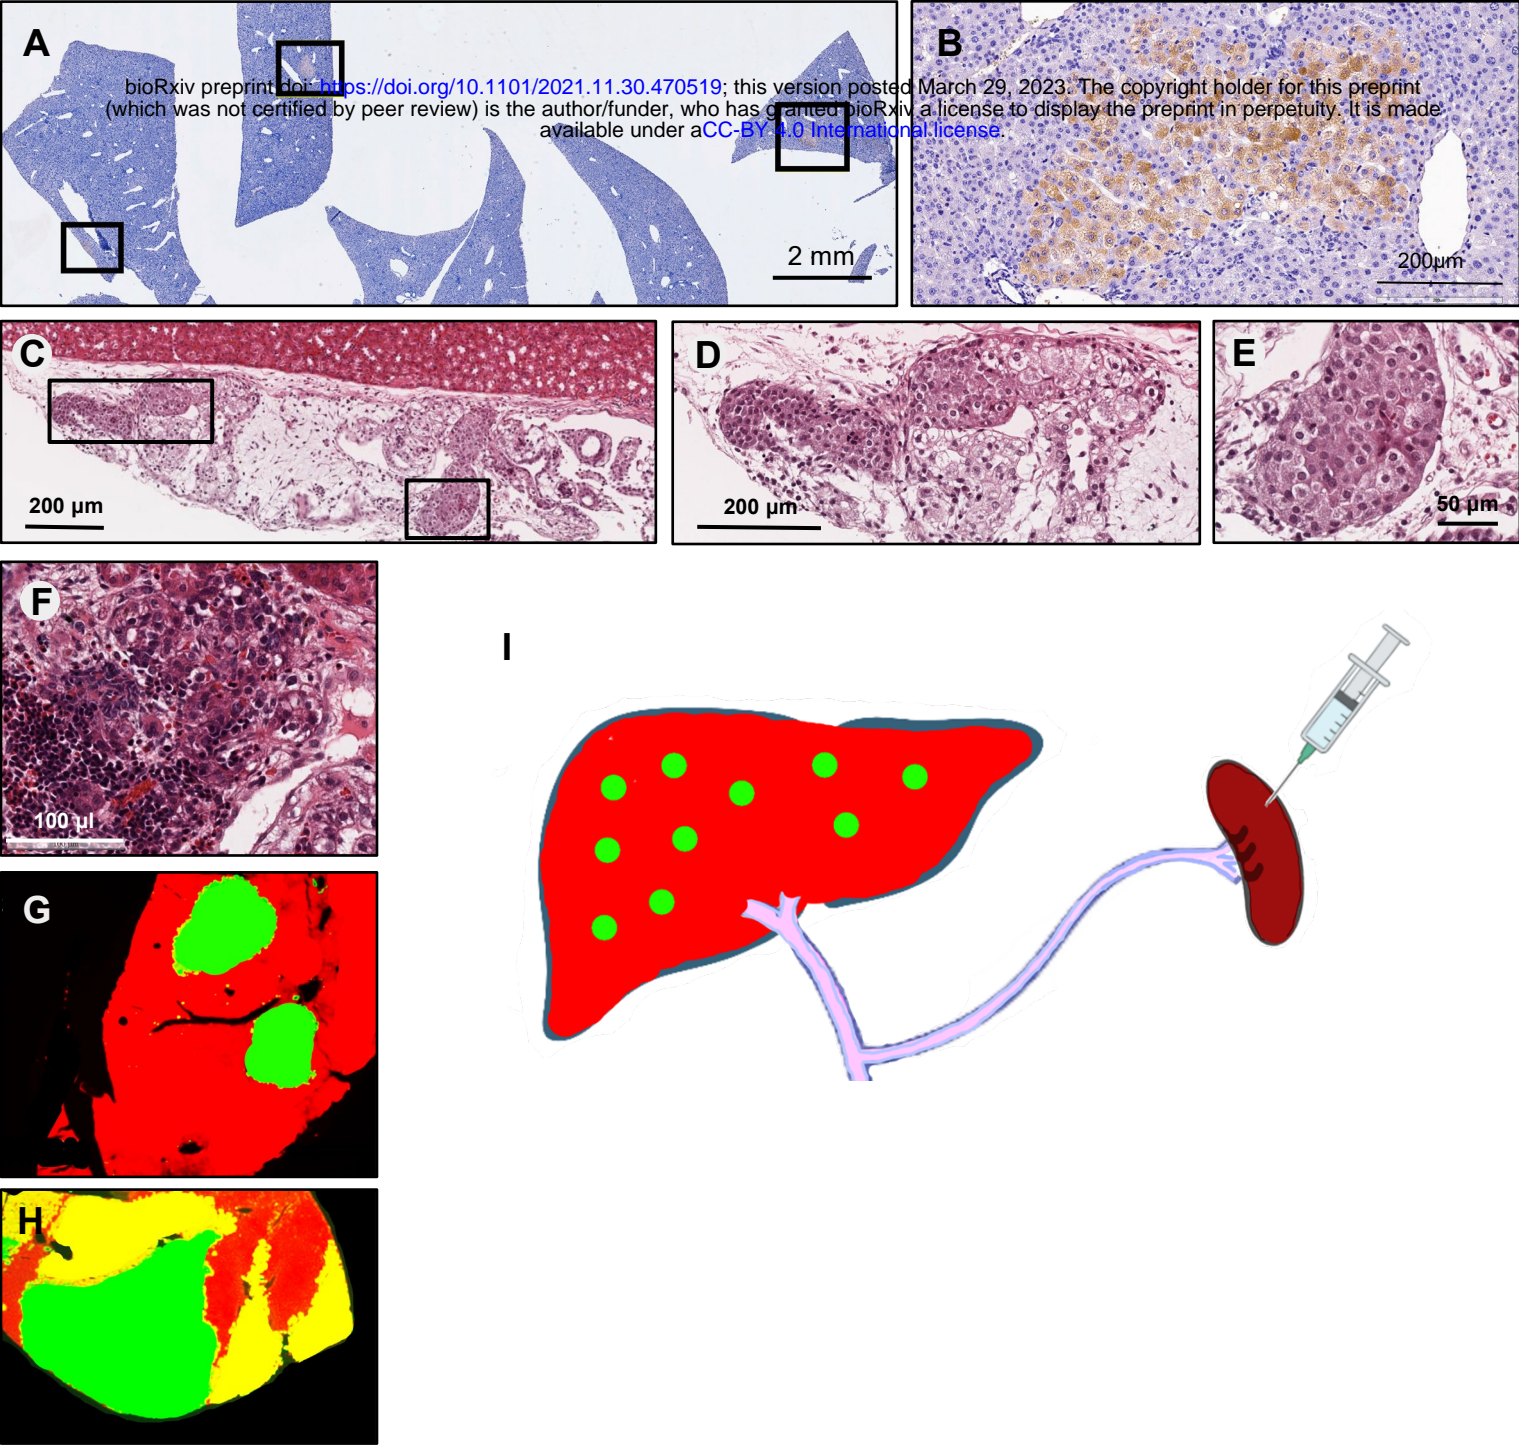 A
B
bioRxiv preprint doi: https://doi.org/10.1101/2021.11.30.470519; this version posted March 29, 2023. The copyright holder for this preprint
(which was not certified by peer review) is the author/funder, who has granted bioRxiv a license to display the preprint in perpetuity. It is made
available under aCC-BY 4.0 International license.
2 mm
200µm
C
D
E
200 µm
200 µm
50 µm
F
I
100 µl
G
H